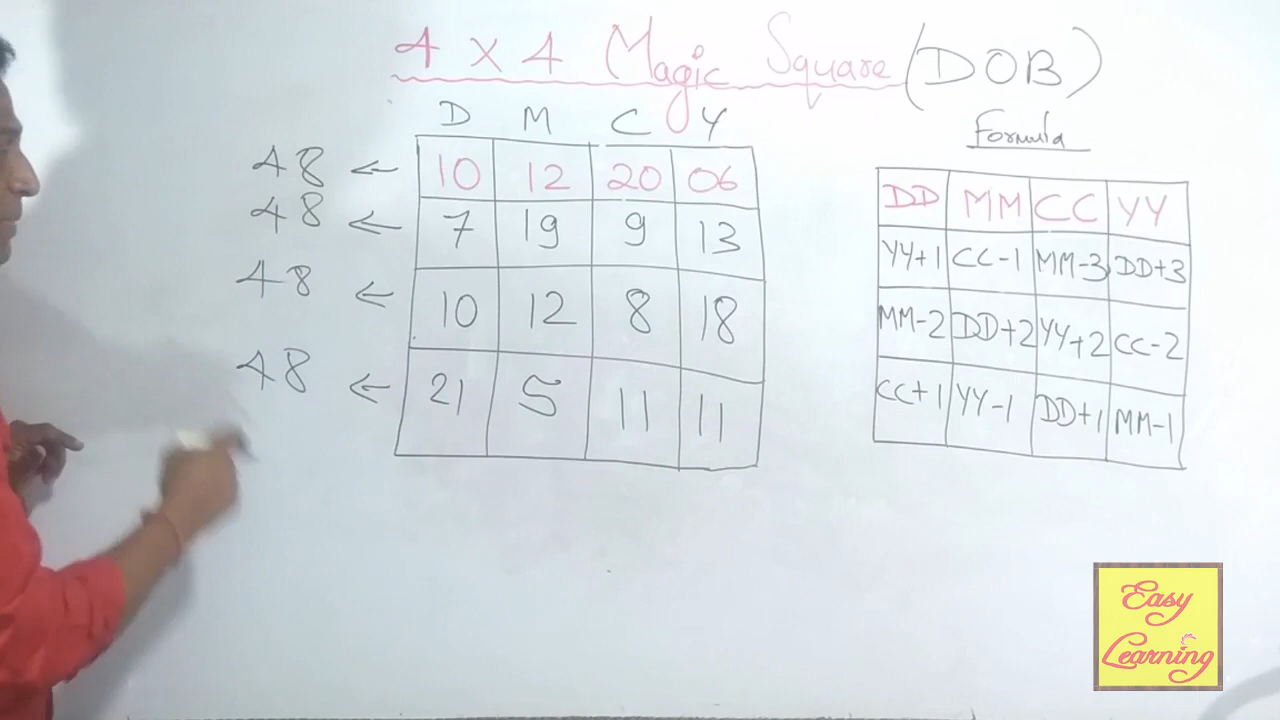 4 x 4 Magic Square (DOB)
D M C Y
Formula
48 ← 10 12 20 06
48 ← 7 19 9 13
48 ← 10 12 8 18
48 ← 21 5 11 11
DD MM CC YY
YY+1 CC-1 MM-3 DD+3
MM-2 DD+2 YY+2 CC-2
CC+1 YY-1 DD+1 MM-1
Easy
Learning